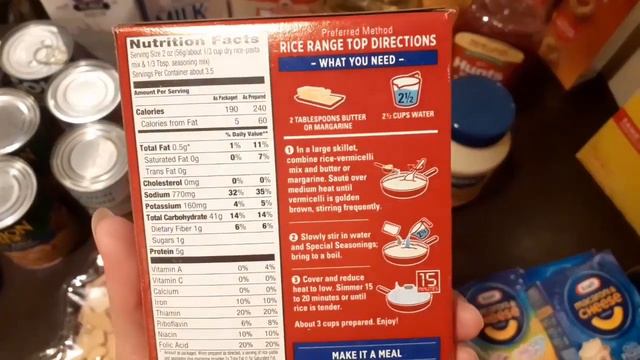 Nutrition Facts
Serving Size 2 oz (56g/about 1/3 cup dry rice-pasta
mix & 1/3 Tbsp. seasoning mix)
Servings Per Container about 3.5
Amount Per Serving
As Packaged As Prepared
Calories 190 240
Calories from Fat 5 60
% Daily Value**
Total Fat 0.5g* 1% 11%
Saturated Fat 0g 0% 7%
Trans Fat 0g
Cholesterol 0mg 0% 0%
Sodium 770mg 32% 35%
Potassium 160mg 4% 5%
Total Carbohydrate 41g 14% 14%
Dietary Fiber 1g 6% 6%
Sugars 1g
Protein 5g
Vitamin A 0% 4%
Vitamin C 0% 0%
Calcium 0% 0%
Iron 10% 10%
Thiamin 20% 20%
Riboflavin 6% 8%
Niacin 10% 10%
Folic Acid 20% 20%
Preferred Method
RICE RANGE TOP DIRECTIONS
– WHAT YOU NEED –
2½
2 TABLESPOONS BUTTER
OR MARGARINE
2½ CUPS WATER
1 In a large skillet,
combine rice-vermicelli
mix and butter or
margarine. Sauté over
medium heat until
vermicelli is golden
brown, stirring frequently.
2 Slowly stir in water
and Special Seasonings;
bring to a boil.
3 Cover and reduce
heat to low. Simmer 15
to 20 minutes or until
rice is tender.
15
MINUTES
About 3 cups prepared. Enjoy!
MAKE IT A MEAL
MILK
Hunt's
Kraft
Kraft
Cheese